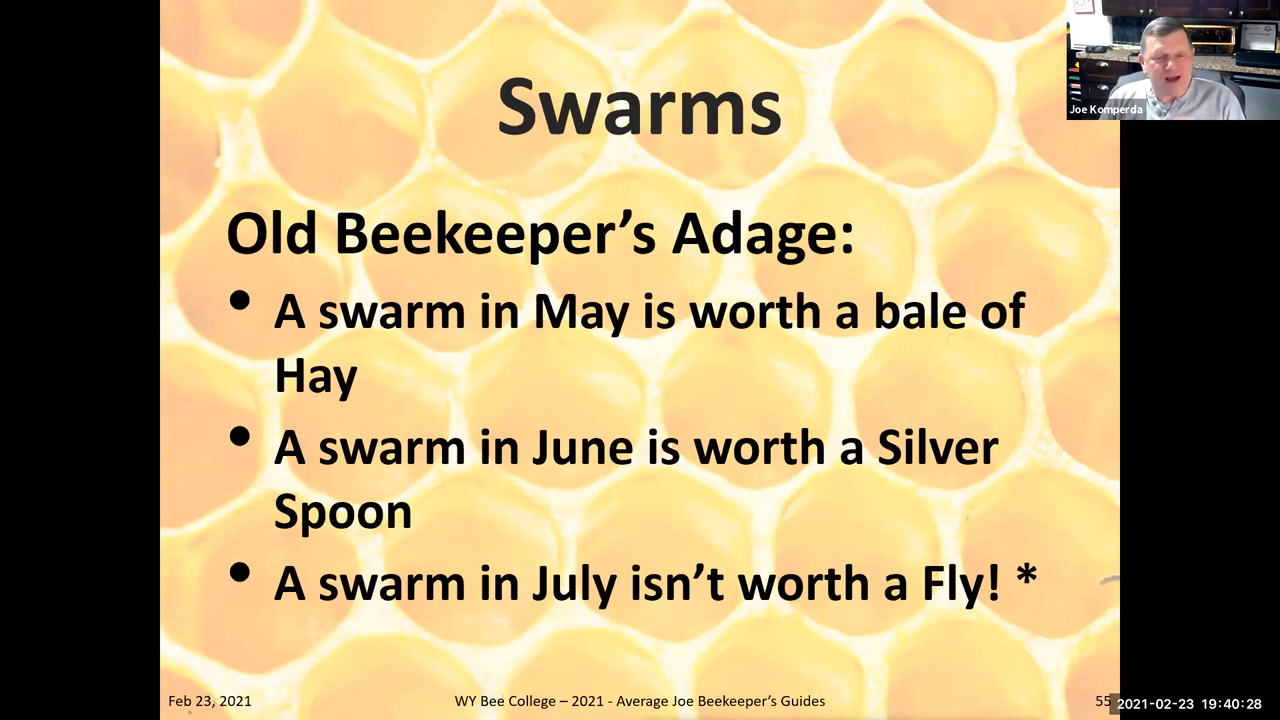 Joe Komperda
Swarms
Old Beekeeper’s Adage:
• A swarm in May is worth a bale of
Hay
• A swarm in June is worth a Silver
Spoon
• A swarm in July isn’t worth a Fly! *
Feb 23, 2021
WY Bee College – 2021 - Average Joe Beekeeper’s Guides
55
2021-02-23 19:40:28